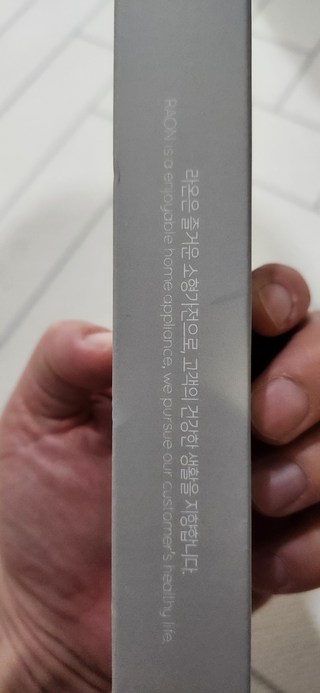 라온은 즐거운 소형가전으로, 고객의 건강한 생활을 지향합니다.
RAON is a enjoyable home appliance, we pursue our customer's healthy life.